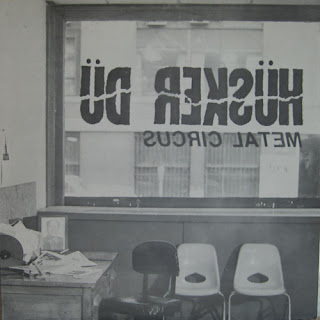 HÜSKER DÜ
METAL CIRCUS